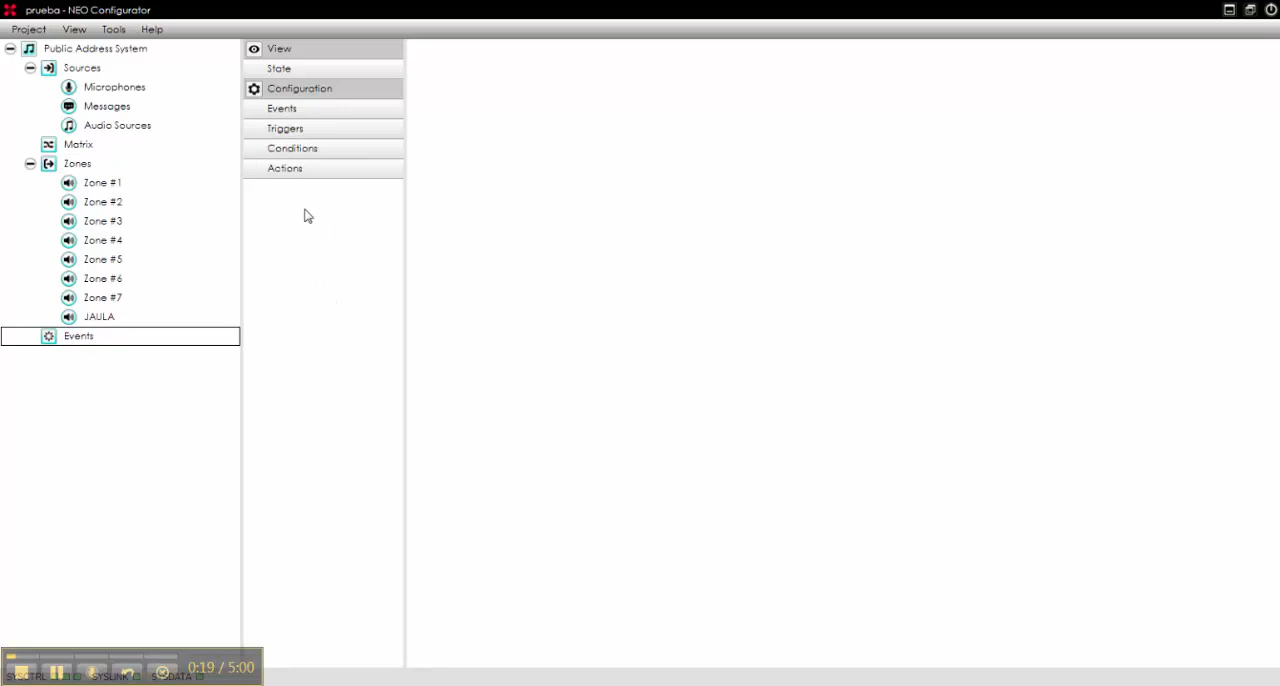 prueba - NEO Configurator
Project View Tools Help
Public Address System
Sources
Microphones
Messages
Audio Sources
Matrix
Zones
Zone #1
Zone #2
Zone #3
Zone #4
Zone #5
Zone #6
Zone #7
JAULA
Events
View
State
Configuration
Events
Triggers
Conditions
Actions
0:19 / 5:00
SYSCTRL SYSLINK SYSDATA